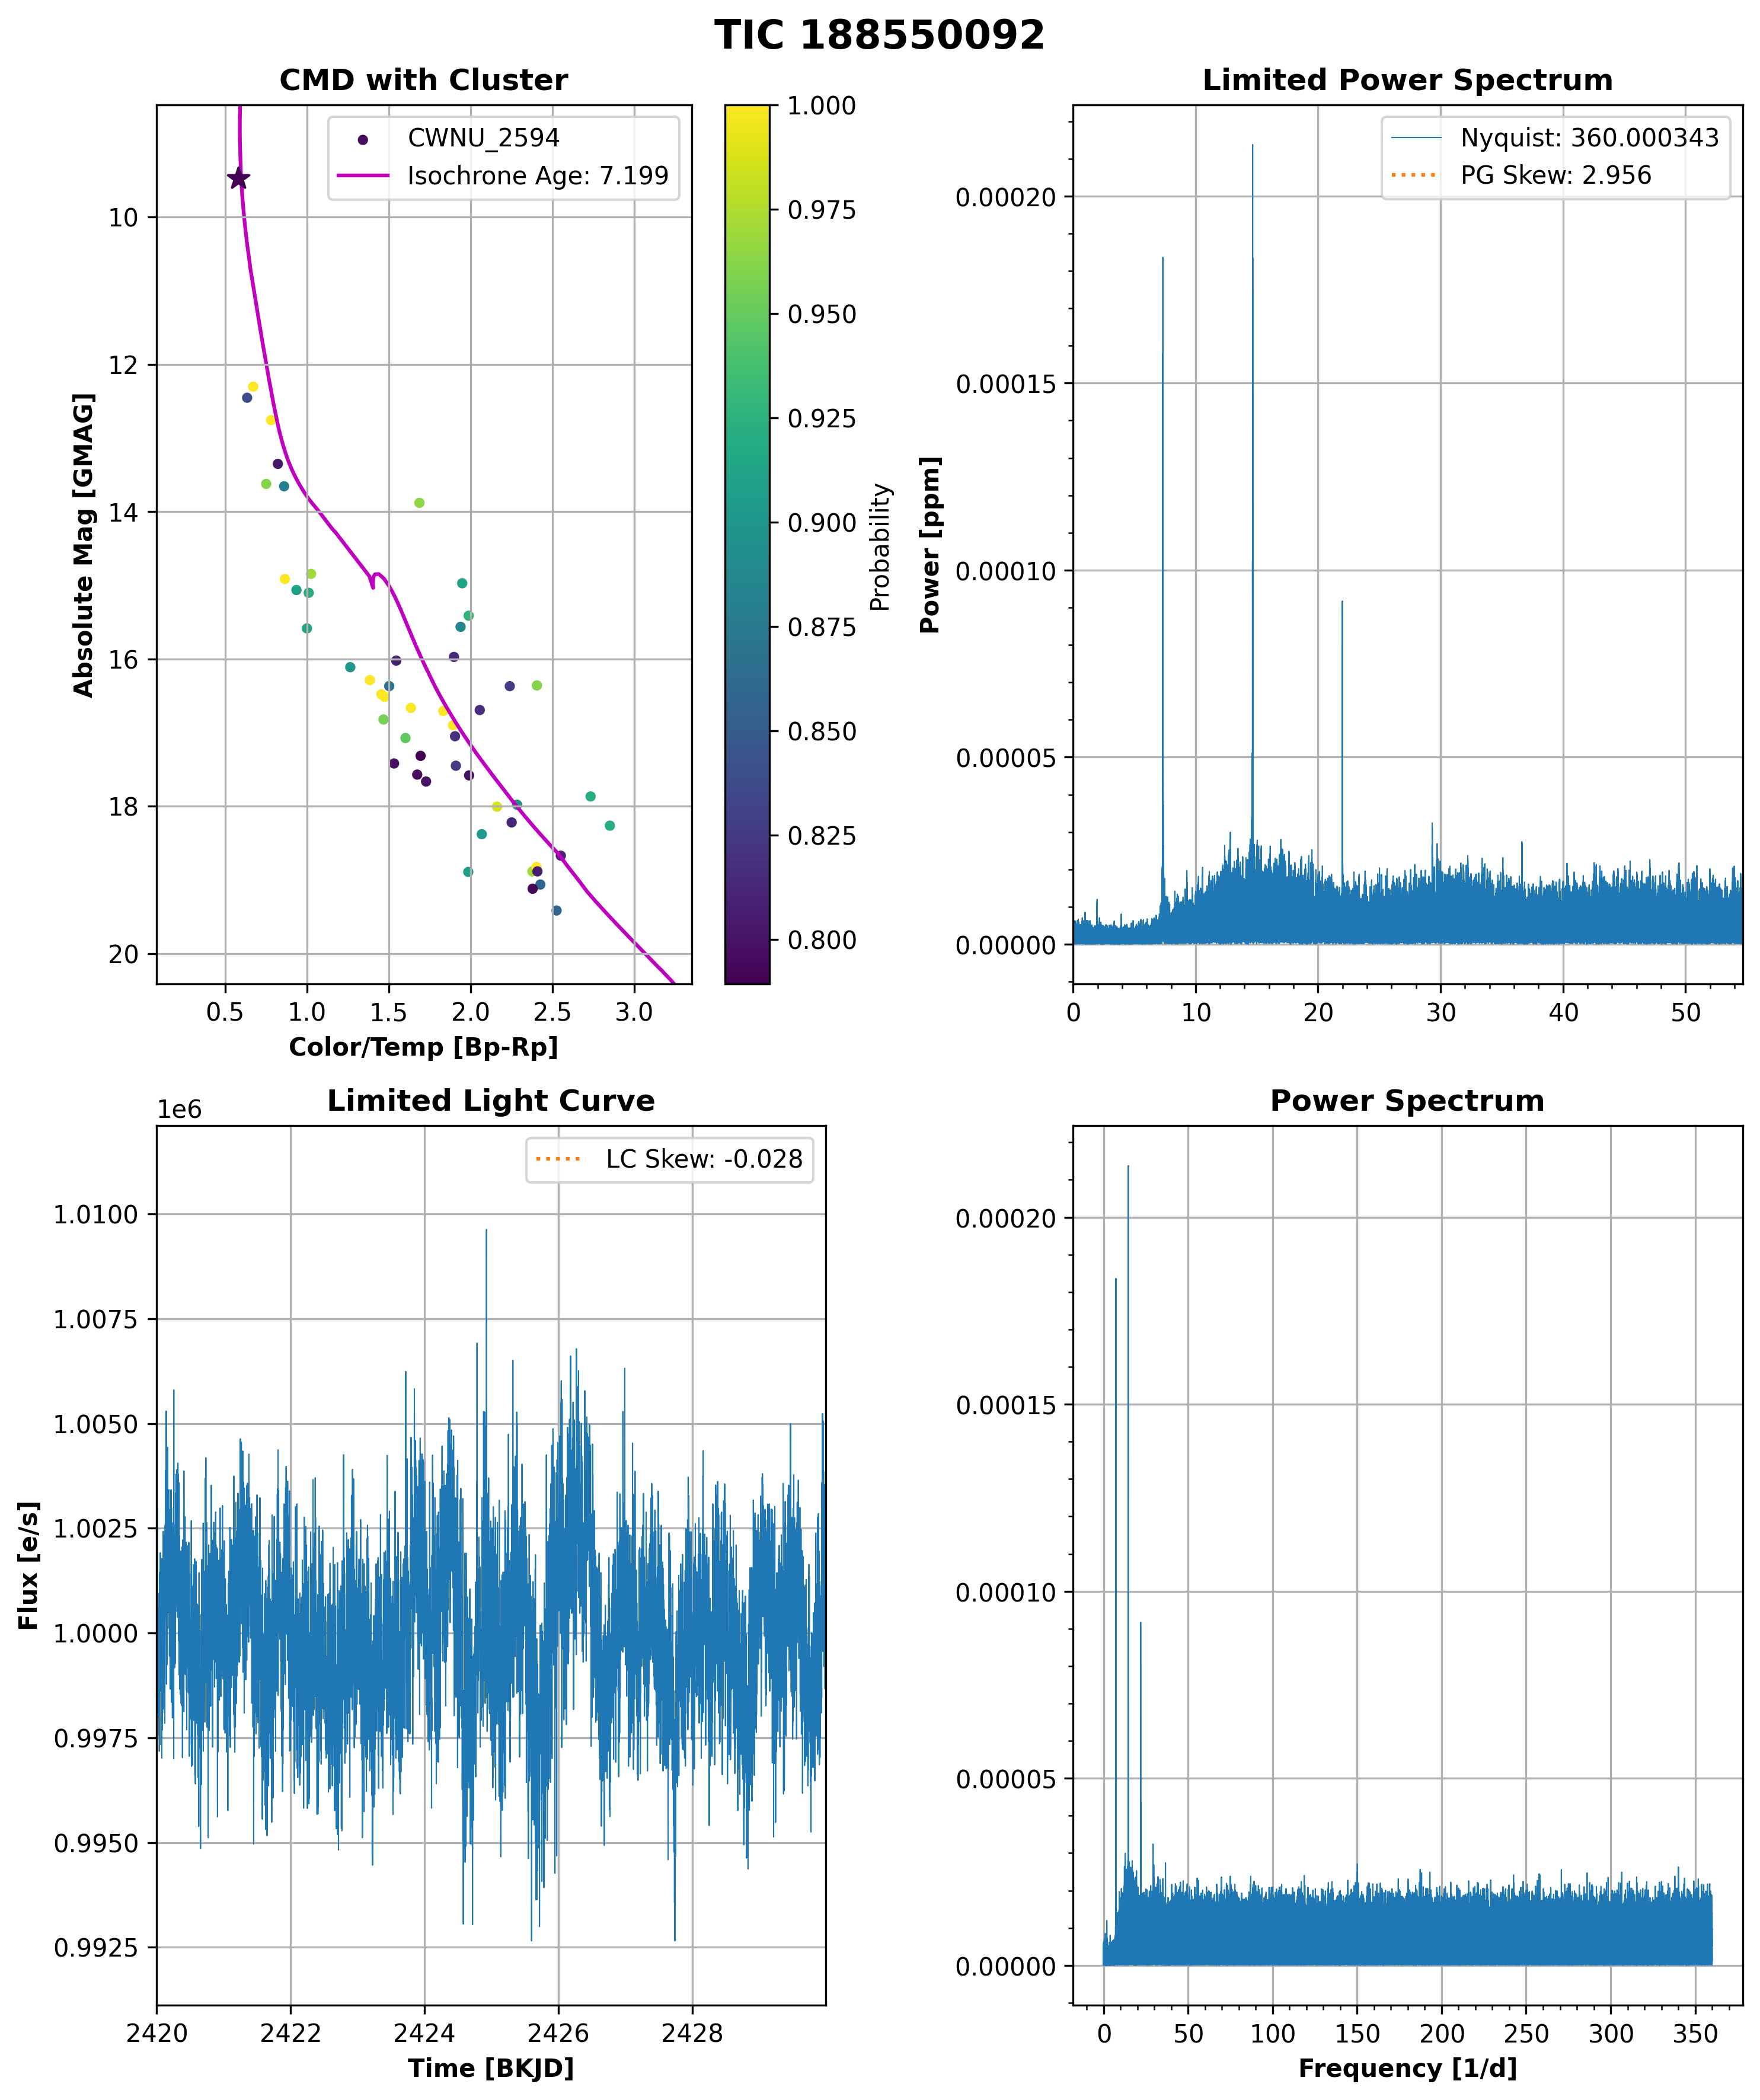 TIC 188550092
CMD with Cluster
CWNU_2594
Isochrone Age: 7.199
10
12
14
16
18
20
0.5 1.0 1.5 2.0 2.5 3.0
Absolute Mag [GMAG]
Color/Temp [Bp-Rp]
1.000
0.975
0.950
0.925
0.900
0.875
0.850
0.825
0.800
Probability
Limited Power Spectrum
Nyquist: 360.000343
PG Skew: 2.956
0.00020
0.00015
0.00010
0.00005
0.00000
0 10 20 30 40 50
Power [ppm]
Limited Light Curve
1e6
LC Skew: -0.028
1.0100
1.0075
1.0050
1.0025
1.0000
0.9975
0.9950
0.9925
2420 2422 2424 2426 2428
Flux [e/s]
Time [BKJD]
Power Spectrum
0.00020
0.00015
0.00010
0.00005
0.00000
0 50 100 150 200 250 300 350
Frequency [1/d]